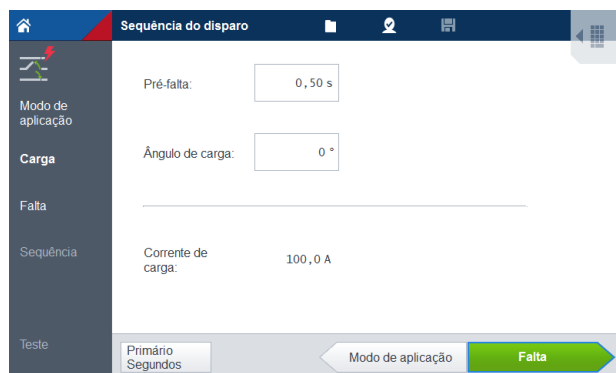 Sequência do disparo
Modo de
aplicação
Carga
Falta
Sequência
Teste
Pré-falta:
0,50 s
Ângulo de carga:
0 °
Corrente de
carga:
100,0 A
Primário
Segundos
Modo de aplicação
Falta